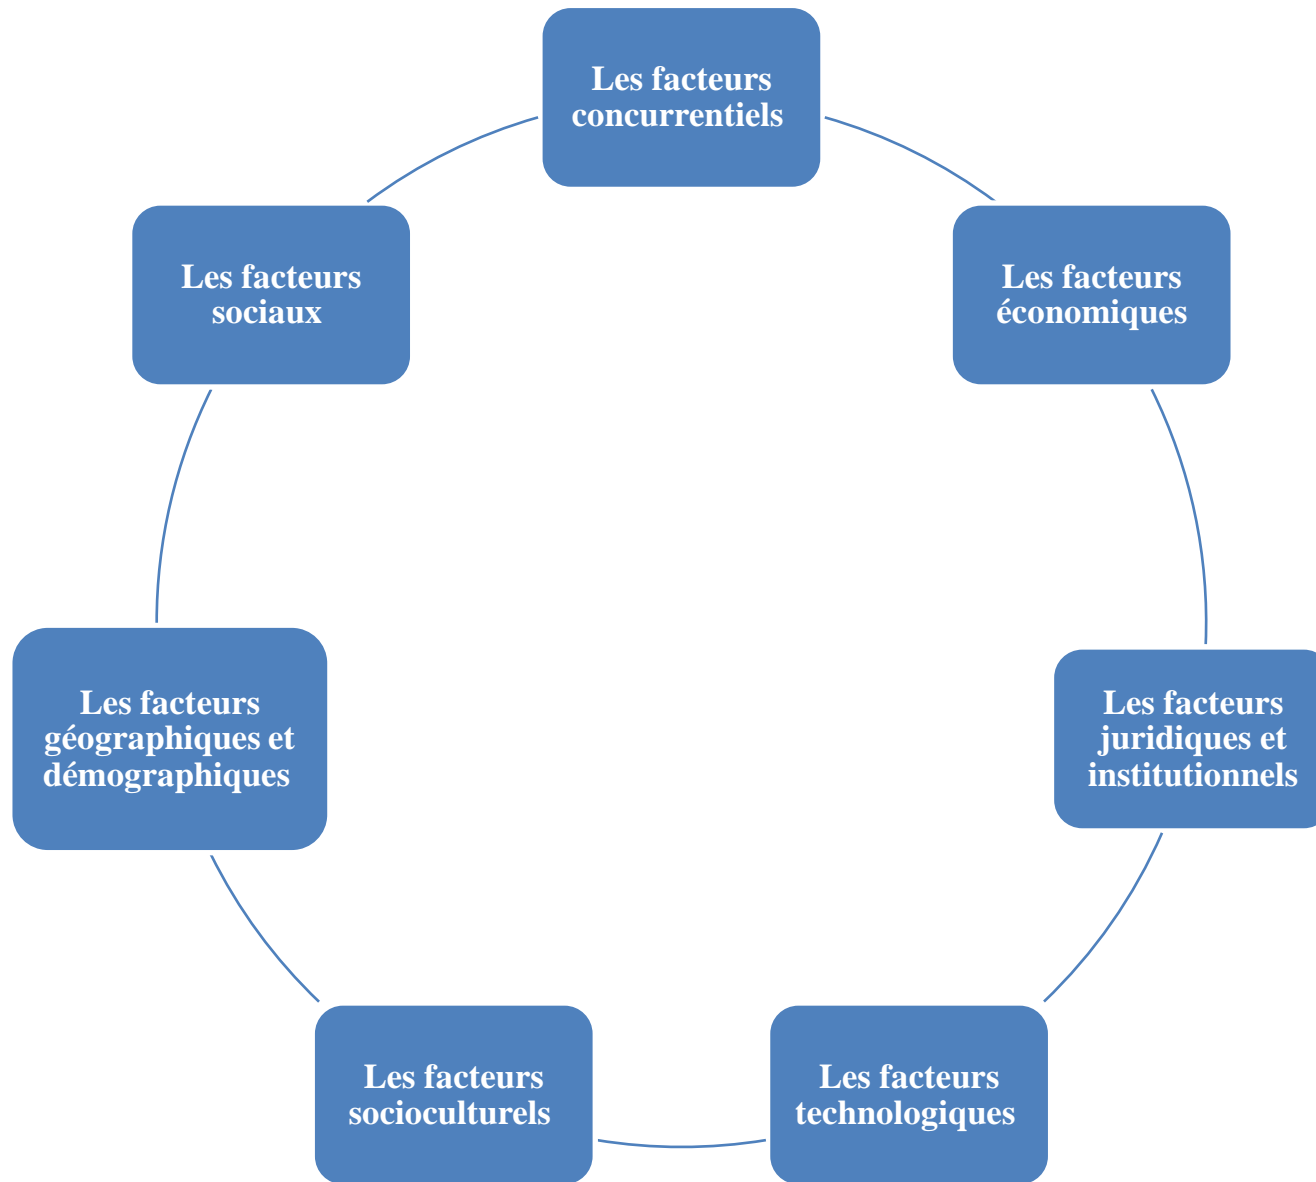 Les facteurs
concurrentiels
Les facteurs
sociaux
Les facteurs
économiques
Les facteurs
géographiques et
démographiques
Les facteurs
juridiques et
institutionnels
Les facteurs
socioculturels
Les facteurs
technologiques